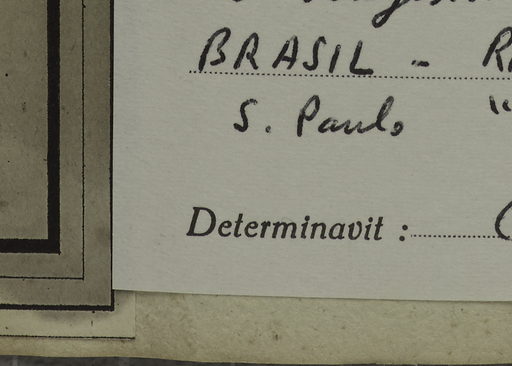 BRASIL -
S. Paulo "
Determinavit :